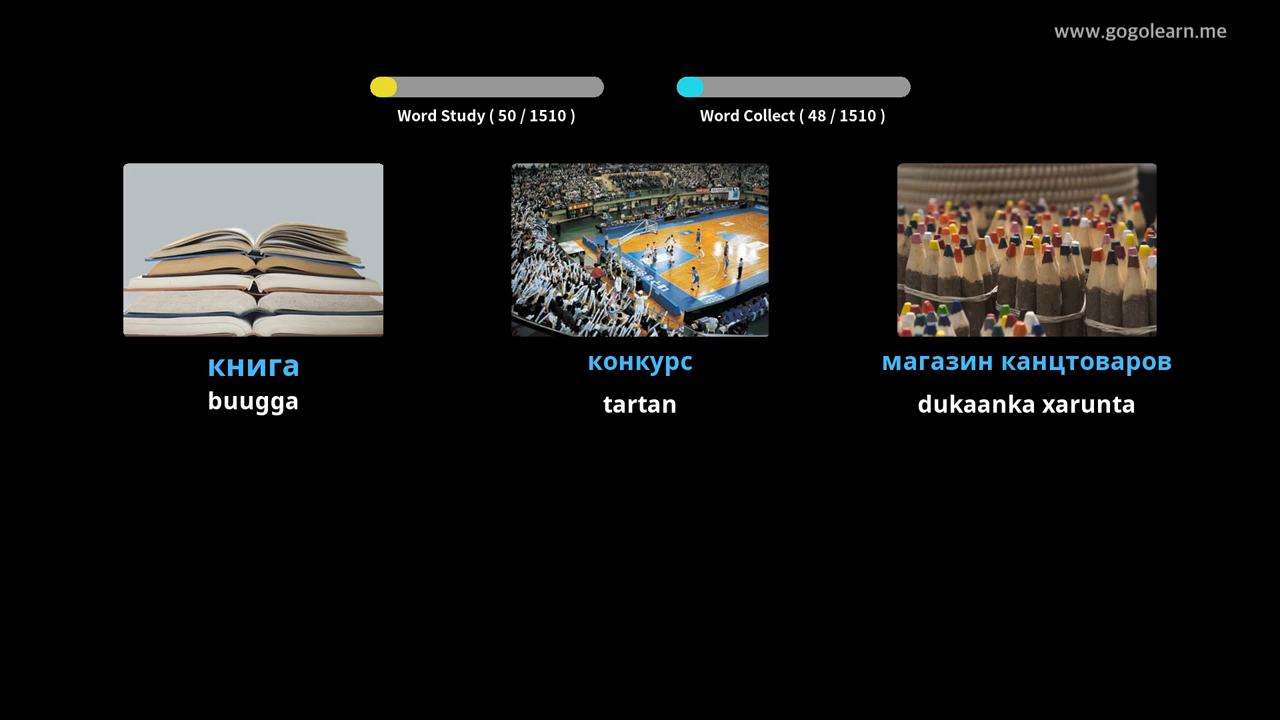 www.gogolearn.me
Word Study ( 50 / 1510 )
Word Collect ( 48 / 1510 )
книга
buugga
конкурс
tartan
магазин канцтоваров
dukaanka xarunta